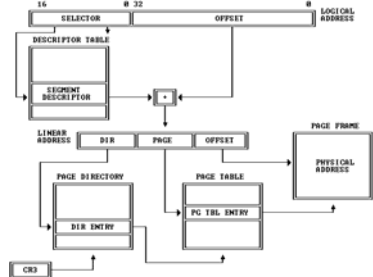 16 0 32 0
SELECTOR OFFSET LOGICAL
ADDRESS
DESCRIPTOR TABLE
SEGMENT
DESCRIPTOR
+
LINEAR
ADDRESS DIR PAGE OFFSET
PAGE FRAME
PHYSICAL
ADDRESS
PAGE DIRECTORY PAGE TABLE
PG TBL ENTRY
DIR ENTRY
CR3